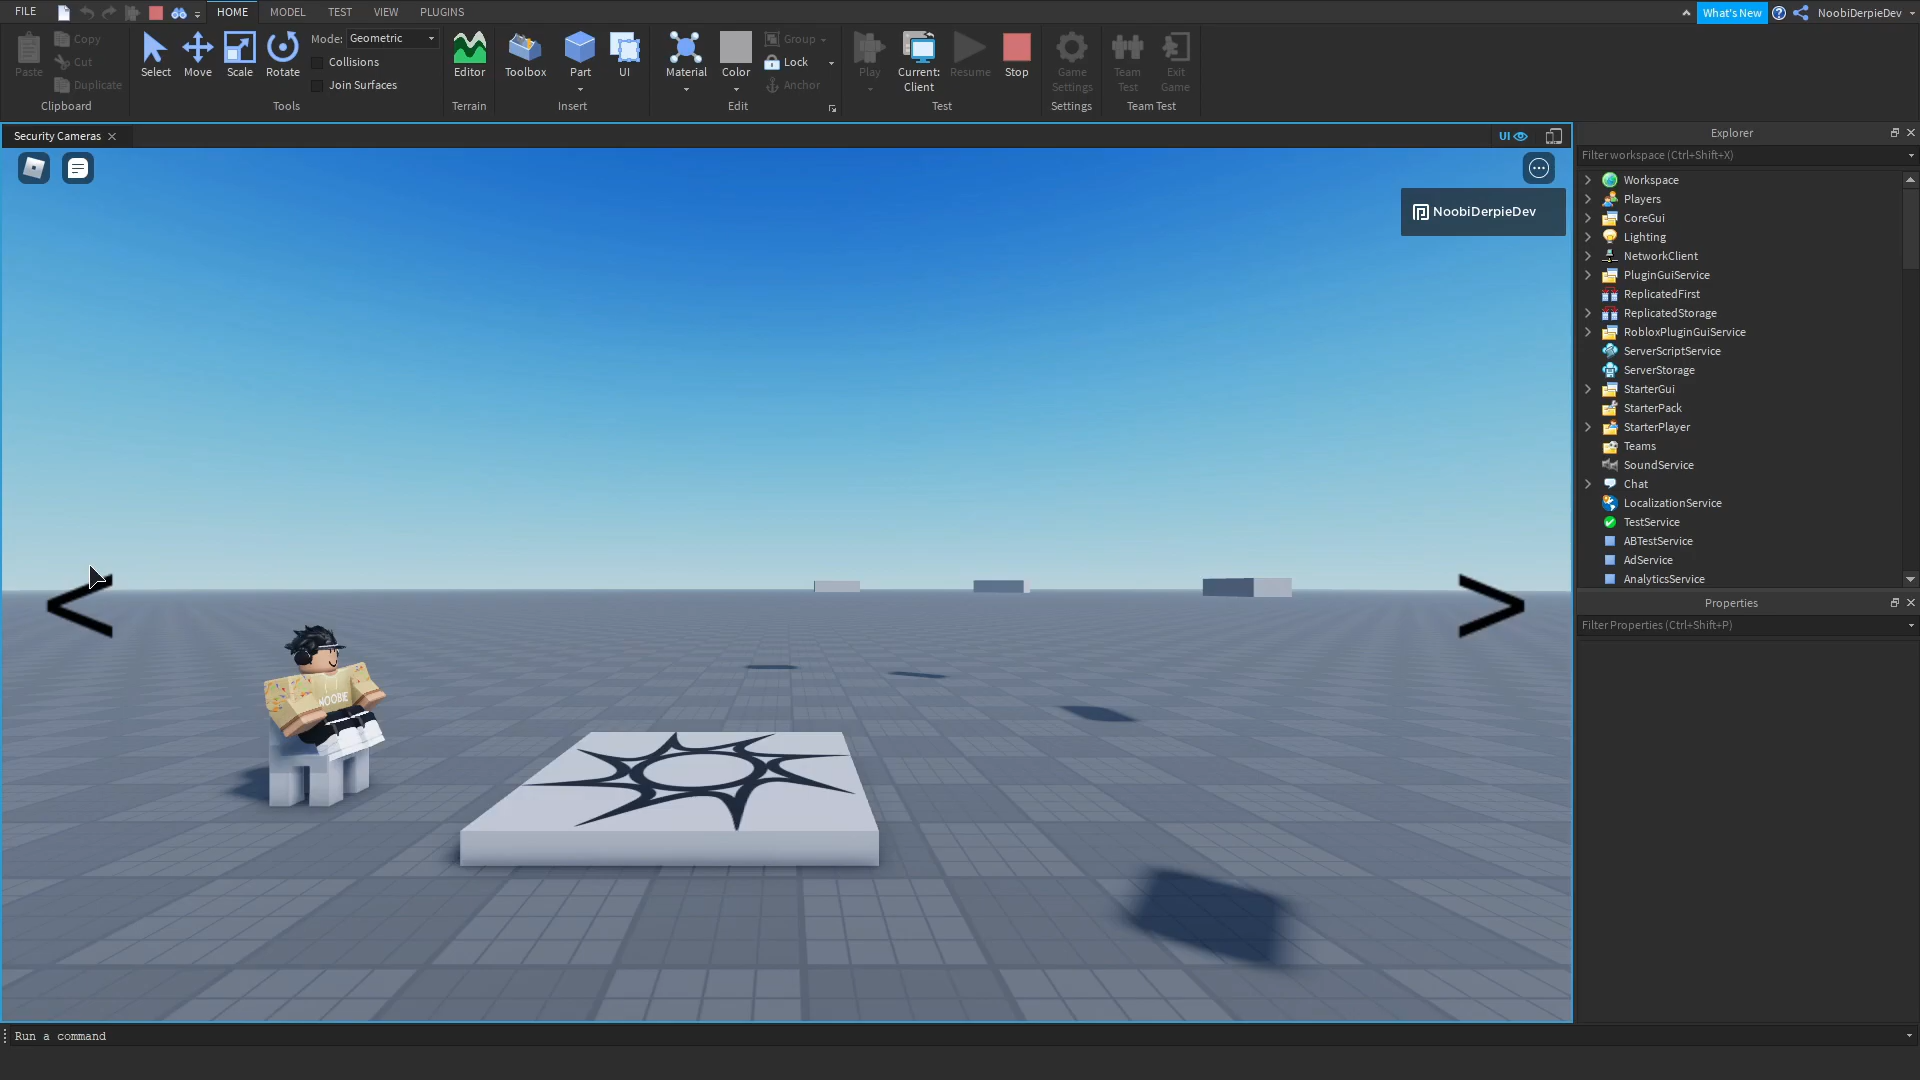 FILE
HOME
MODEL
TEST
VIEW
PLUGINS
What's New
NoobiDerpieDev
Paste
Copy
Cut
Duplicate
Clipboard
Select
Move
Scale
Rotate
Mode: Geometric
Collisions
Join Surfaces
Tools
Editor
Terrain
Toolbox
Part
UI
Insert
Material
Color
Group
Lock
Anchor
Edit
Play
Current:
Client
Resume
Stop
Test
Game
Settings
Settings
Team
Test
Exit
Game
Team Test
Security Cameras
UI
NoobiDerpieDev
<
>
NOOBIE
Explorer
Filter workspace (Ctrl+Shift+X)
Workspace
Players
CoreGui
Lighting
NetworkClient
PluginGuiService
ReplicatedFirst
ReplicatedStorage
RobloxPluginGuiService
ServerScriptService
ServerStorage
StarterGui
StarterPack
StarterPlayer
Teams
SoundService
Chat
LocalizationService
TestService
ABTestService
AdService
AnalyticsService
Properties
Filter Properties (Ctrl+Shift+P)
Run a command